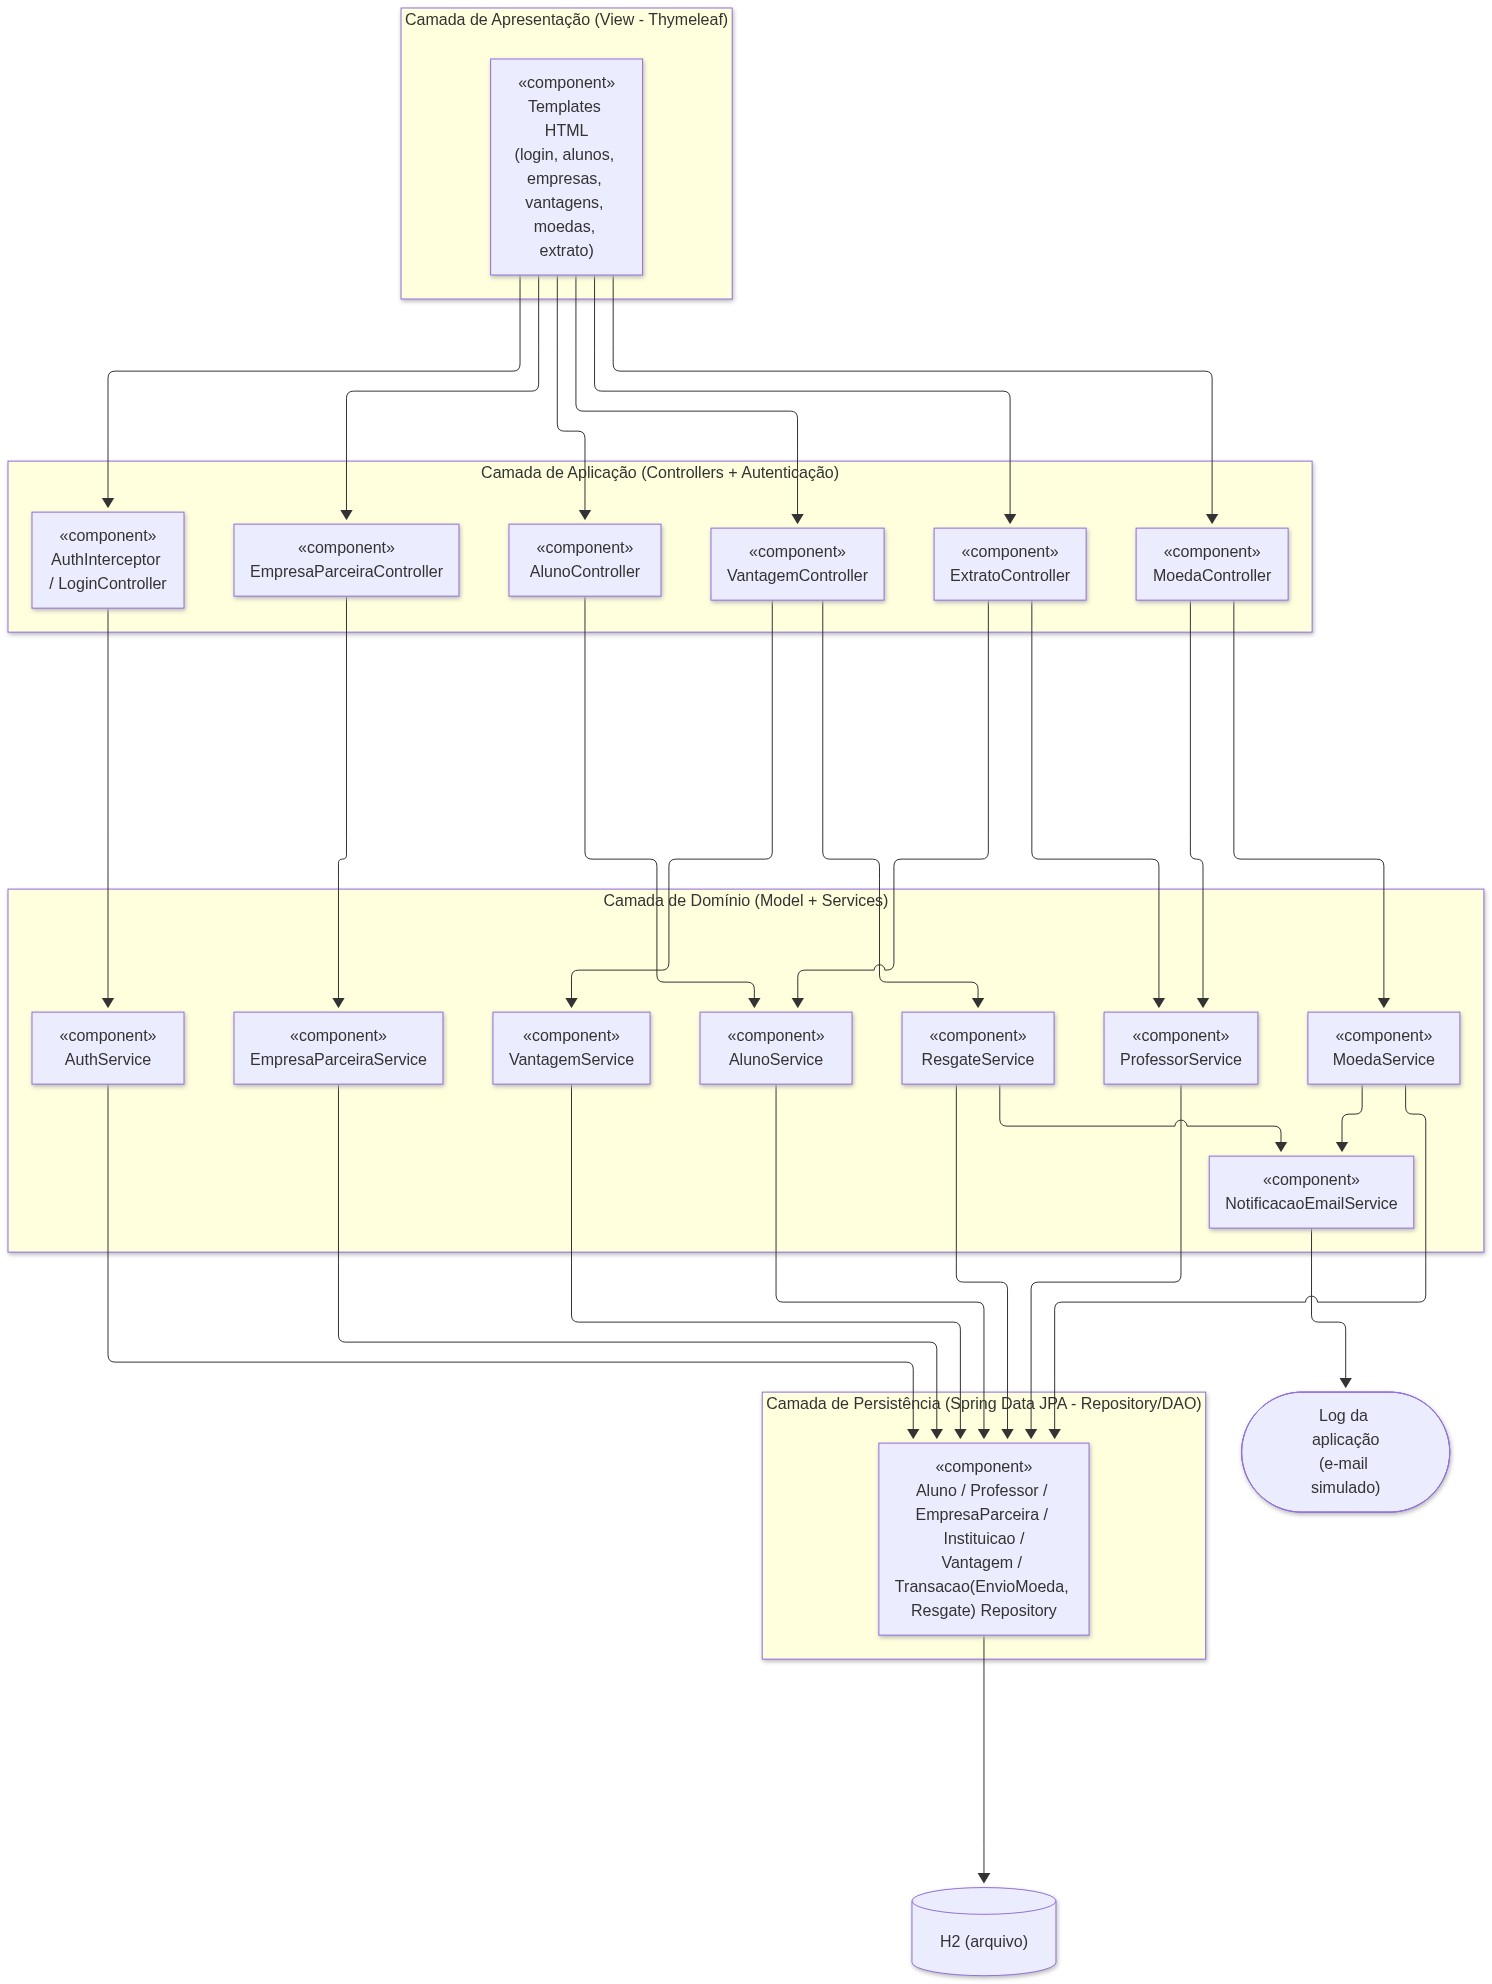 Camada de Apresentação (View - Thymeleaf)
«component»
Templates
HTML
(login, alunos,
empresas,
vantagens,
moedas,
extrato)
Camada de Aplicação (Controllers + Autenticação)
«component»
AuthInterceptor
/ LoginController
«component»
EmpresaParceiraController
«component»
AlunoController
«component»
VantagemController
«component»
ExtratoController
«component»
MoedaController
Camada de Domínio (Model + Services)
«component»
AuthService
«component»
EmpresaParceiraService
«component»
VantagemService
«component»
AlunoService
«component»
ResgateService
«component»
ProfessorService
«component»
MoedaService
«component»
NotificacaoEmailService
Camada de Persistência (Spring Data JPA - Repository/DAO)
«component»
Aluno / Professor /
EmpresaParceira /
Instituicao /
Vantagem /
Transacao(EnvioMoeda,
Resgate) Repository
Log da
aplicação
(e-mail
simulado)
H2 (arquivo)